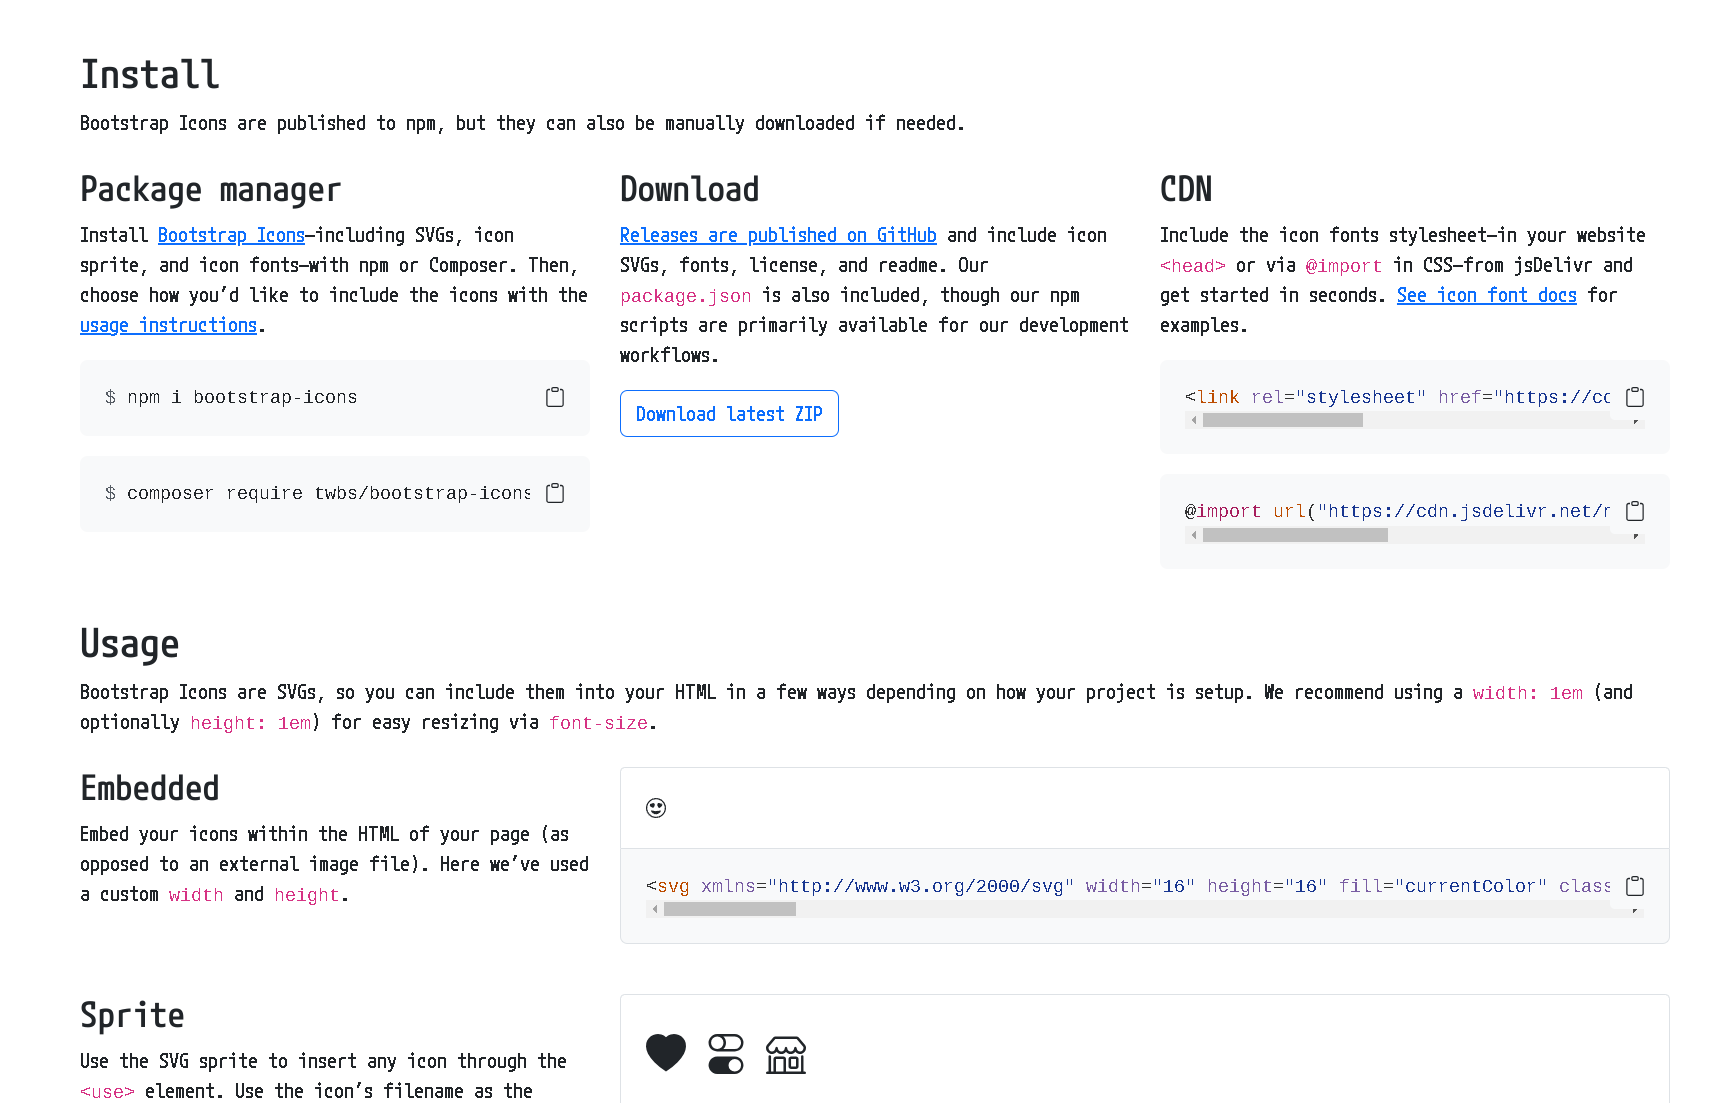 Install
Bootstrap Icons are published to npm, but they can also be manually downloaded if needed.
Package manager
Install Bootstrap Icons—including SVGs, icon
sprite, and icon fonts—with npm or Composer. Then,
choose how you’d like to include the icons with the
usage instructions.
$ npm i bootstrap-icons
$ composer require twbs/bootstrap-icons
Download
Releases are published on GitHub and include icon
SVGs, fonts, license, and readme. Our
package.json is also included, though our npm
scripts are primarily available for our development
workflows.
Download latest ZIP
CDN
Include the icon fonts stylesheet—in your website
<head> or via @import in CSS—from jsDelivr and
get started in seconds. See icon font docs for
examples.
<link rel="stylesheet" href="https://cc
@import url("https://cdn.jsdelivr.net/r
Usage
Bootstrap Icons are SVGs, so you can include them into your HTML in a few ways depending on how your project is setup. We recommend using a width: 1em (and
optionally height: 1em) for easy resizing via font-size.
Embedded
Embed your icons within the HTML of your page (as
opposed to an external image file). Here we’ve used
a custom width and height.
<svg xmlns="http://www.w3.org/2000/svg" width="16" height="16" fill="currentColor" class
Sprite
Use the SVG sprite to insert any icon through the
<use> element. Use the icon’s filename as the